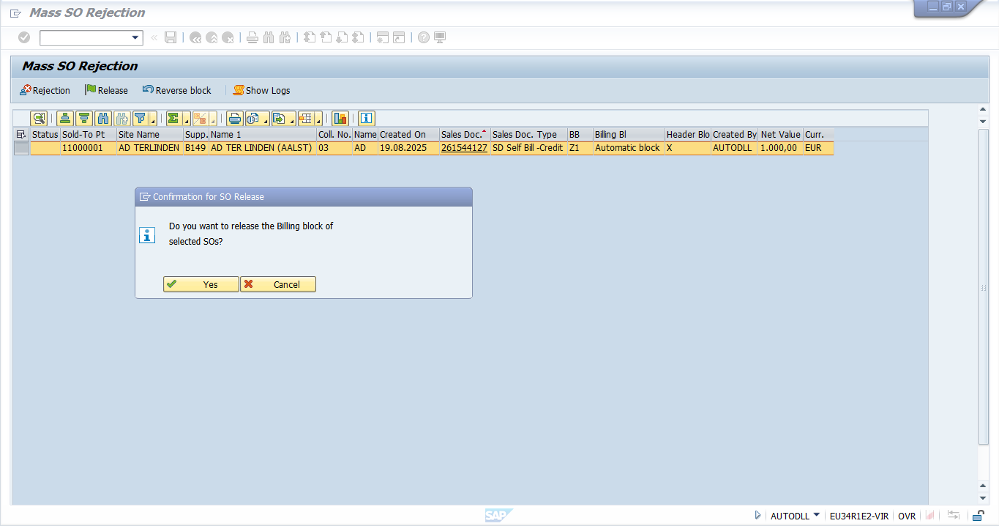 Mass SO Rejection
Mass SO Rejection
Rejection Release Reverse block Show Logs
Status Sold-To Pt Site Name Supp. Name 1 Coll. No. Name Created On Sales Doc. Sales Doc. Type BB Billing Bl Header Blo Created By Net Value Curr.
11000001 AD TERLINDEN B149 AD TER LINDEN (AALST) 03 AD 19.08.2025 261544127 SD Self Bill -Credit Z1 Automatic block X AUTODLL 1.000,00 EUR
Confirmation for SO Release
Do you want to release the Billing block of
selected SOs?
Yes Cancel
SAP AUTODLL EU34R1E2-VIR OVR